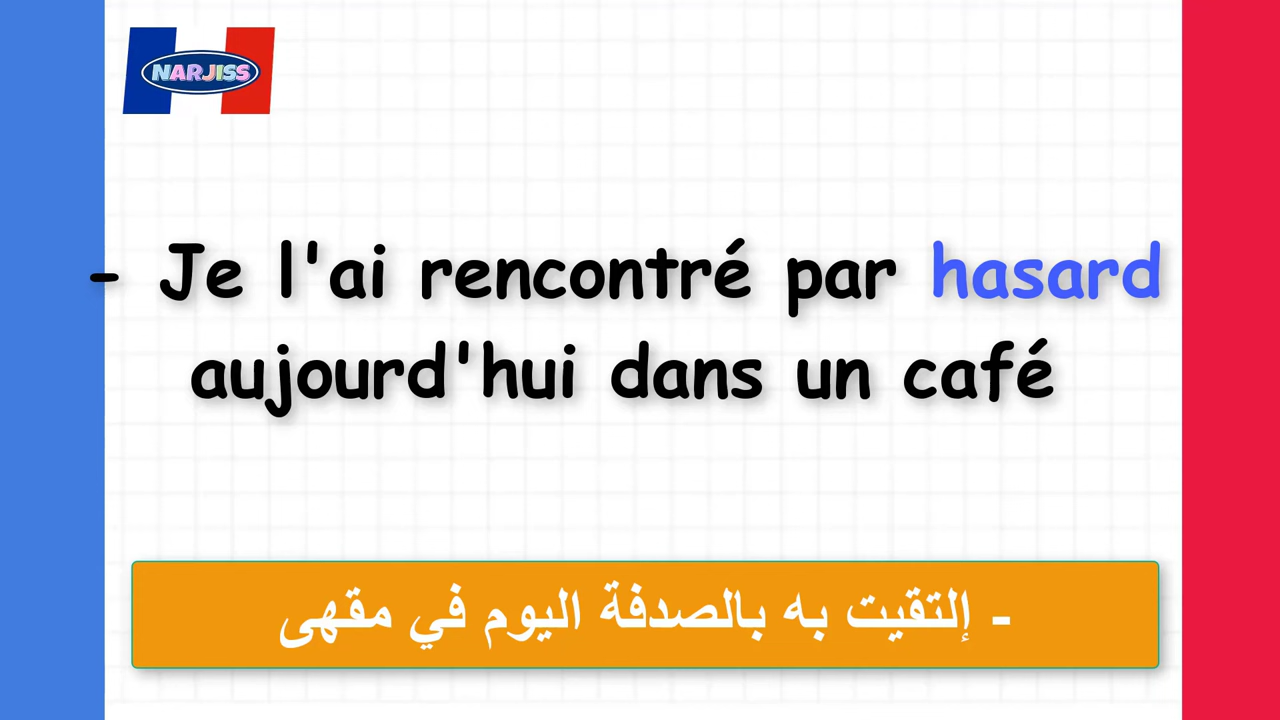 NARJISS
- Je l'ai rencontré par hasard
aujourd'hui dans un café
- إلتقيت به بالصدفة اليوم في مقهى